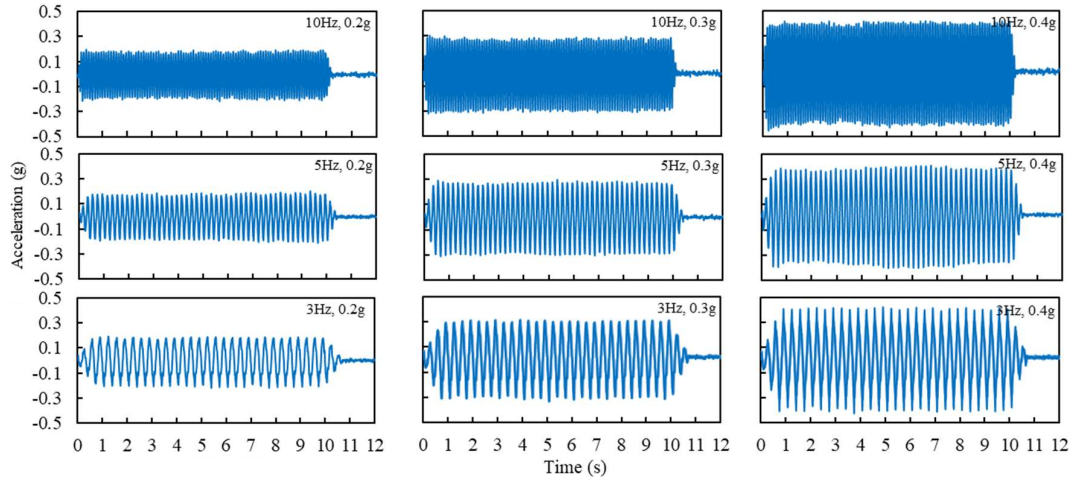 0.5
0.3
0.1
-0.1
-0.3
-0.5
10Hz, 0.2g
10Hz, 0.3g
10Hz, 0.4g
0.5
0.3
0.1
-0.1
-0.3
-0.5
5Hz, 0.2g
5Hz, 0.3g
5Hz, 0.4g
Acceleration (g)
0.5
0.3
0.1
-0.1
-0.3
-0.5
3Hz, 0.2g
3Hz, 0.3g
3Hz, 0.4g
0 1 2 3 4 5 6 7 8 9 10 11 12
0 1 2 3 4 5 6 7 8 9 10 11 12
0 1 2 3 4 5 6 7 8 9 10 11 12
Time (s)